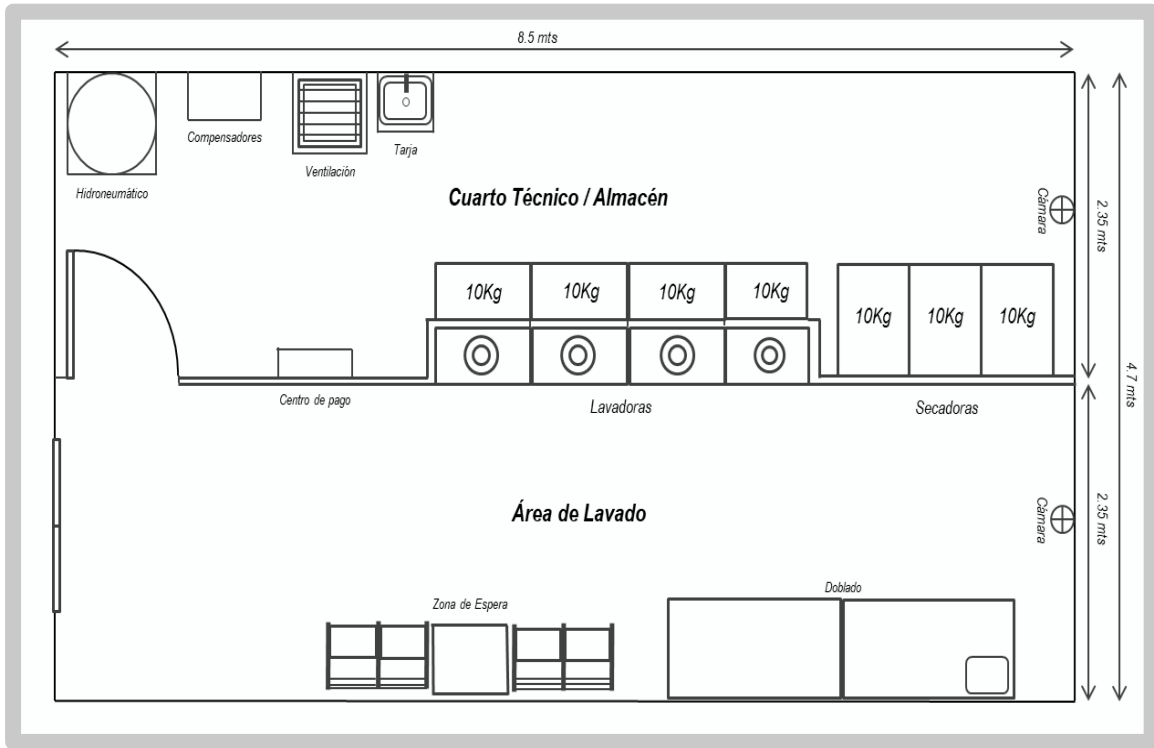 8.5 mts
Compensadores
Tarja
Ventilación
Hidroneumático
Cuarto Técnico / Almacén
Cámara
2.35 mts
10Kg
10Kg
10Kg
10Kg
10Kg
10Kg
10Kg
4.7 mts
Centro de pago
Lavadoras
Secadoras
Área de Lavado
Cámara
2.35 mts
Doblado
Zona de Espera